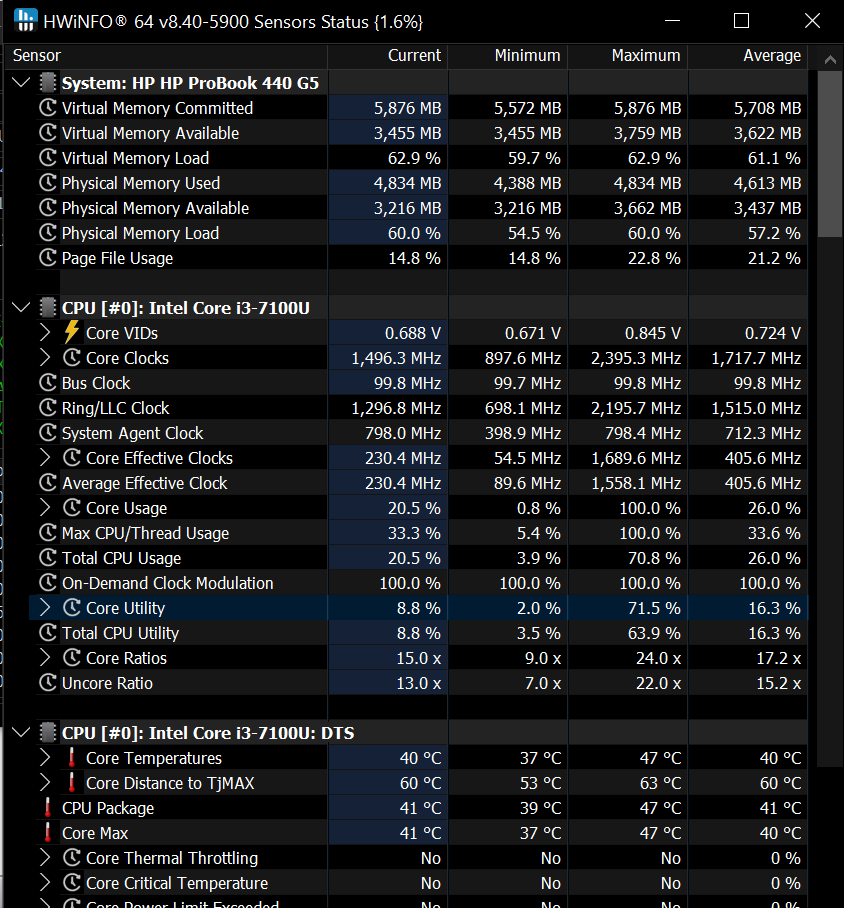 HWiNFO® 64 v8.40-5900 Sensors Status {1.6%}
Sensor Current Minimum Maximum Average
System: HP HP ProBook 440 G5
Virtual Memory Committed 5,876 MB 5,572 MB 5,876 MB 5,708 MB
Virtual Memory Available 3,455 MB 3,455 MB 3,759 MB 3,622 MB
Virtual Memory Load 62.9 % 59.7 % 62.9 % 61.1 %
Physical Memory Used 4,834 MB 4,388 MB 4,834 MB 4,613 MB
Physical Memory Available 3,216 MB 3,216 MB 3,662 MB 3,437 MB
Physical Memory Load 60.0 % 54.5 % 60.0 % 57.2 %
Page File Usage 14.8 % 14.8 % 22.8 % 21.2 %
CPU [#0]: Intel Core i3-7100U
Core VIDs 0.688 V 0.671 V 0.845 V 0.724 V
Core Clocks 1,496.3 MHz 897.6 MHz 2,395.3 MHz 1,717.7 MHz
Bus Clock 99.8 MHz 99.7 MHz 99.8 MHz 99.8 MHz
Ring/LLC Clock 1,296.8 MHz 698.1 MHz 2,195.7 MHz 1,515.0 MHz
System Agent Clock 798.0 MHz 398.9 MHz 798.4 MHz 712.3 MHz
Core Effective Clocks 230.4 MHz 54.5 MHz 1,689.6 MHz 405.6 MHz
Average Effective Clock 230.4 MHz 89.6 MHz 1,558.1 MHz 405.6 MHz
Core Usage 20.5 % 0.8 % 100.0 % 26.0 %
Max CPU/Thread Usage 33.3 % 5.4 % 100.0 % 33.6 %
Total CPU Usage 20.5 % 3.9 % 70.8 % 26.0 %
On-Demand Clock Modulation 100.0 % 100.0 % 100.0 % 100.0 %
Core Utility 8.8 % 2.0 % 71.5 % 16.3 %
Total CPU Utility 8.8 % 3.5 % 63.9 % 16.3 %
Core Ratios 15.0 x 9.0 x 24.0 x 17.2 x
Uncore Ratio 13.0 x 7.0 x 22.0 x 15.2 x
CPU [#0]: Intel Core i3-7100U: DTS
Core Temperatures 40 °C 37 °C 47 °C 40 °C
Core Distance to TjMAX 60 °C 53 °C 63 °C 60 °C
CPU Package 41 °C 39 °C 47 °C 41 °C
Core Max 41 °C 37 °C 47 °C 40 °C
Core Thermal Throttling No No No 0 %
Core Critical Temperature No No No 0 %
Core Power Limit Exceeded No No No 0 %